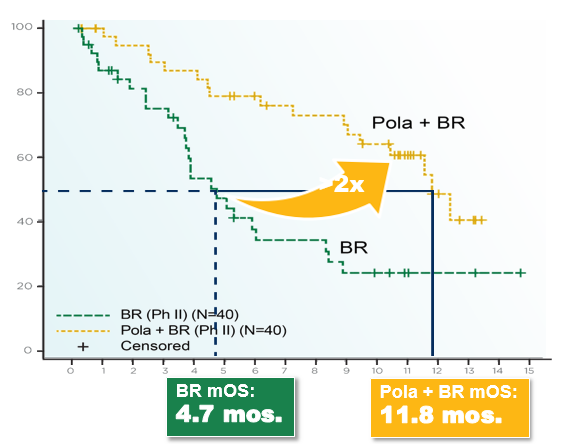 100
80
60
40
20
0
Pola + BR
>2x
BR
BR (Ph II) (N=40)
Pola + BR (Ph II) (N=40)
Censored
0 1 2 3 4 5 6 7 8 9 10 11 12 13 14 15
BR mOS:
4.7 mos.
Pola + BR mOS:
11.8 mos.